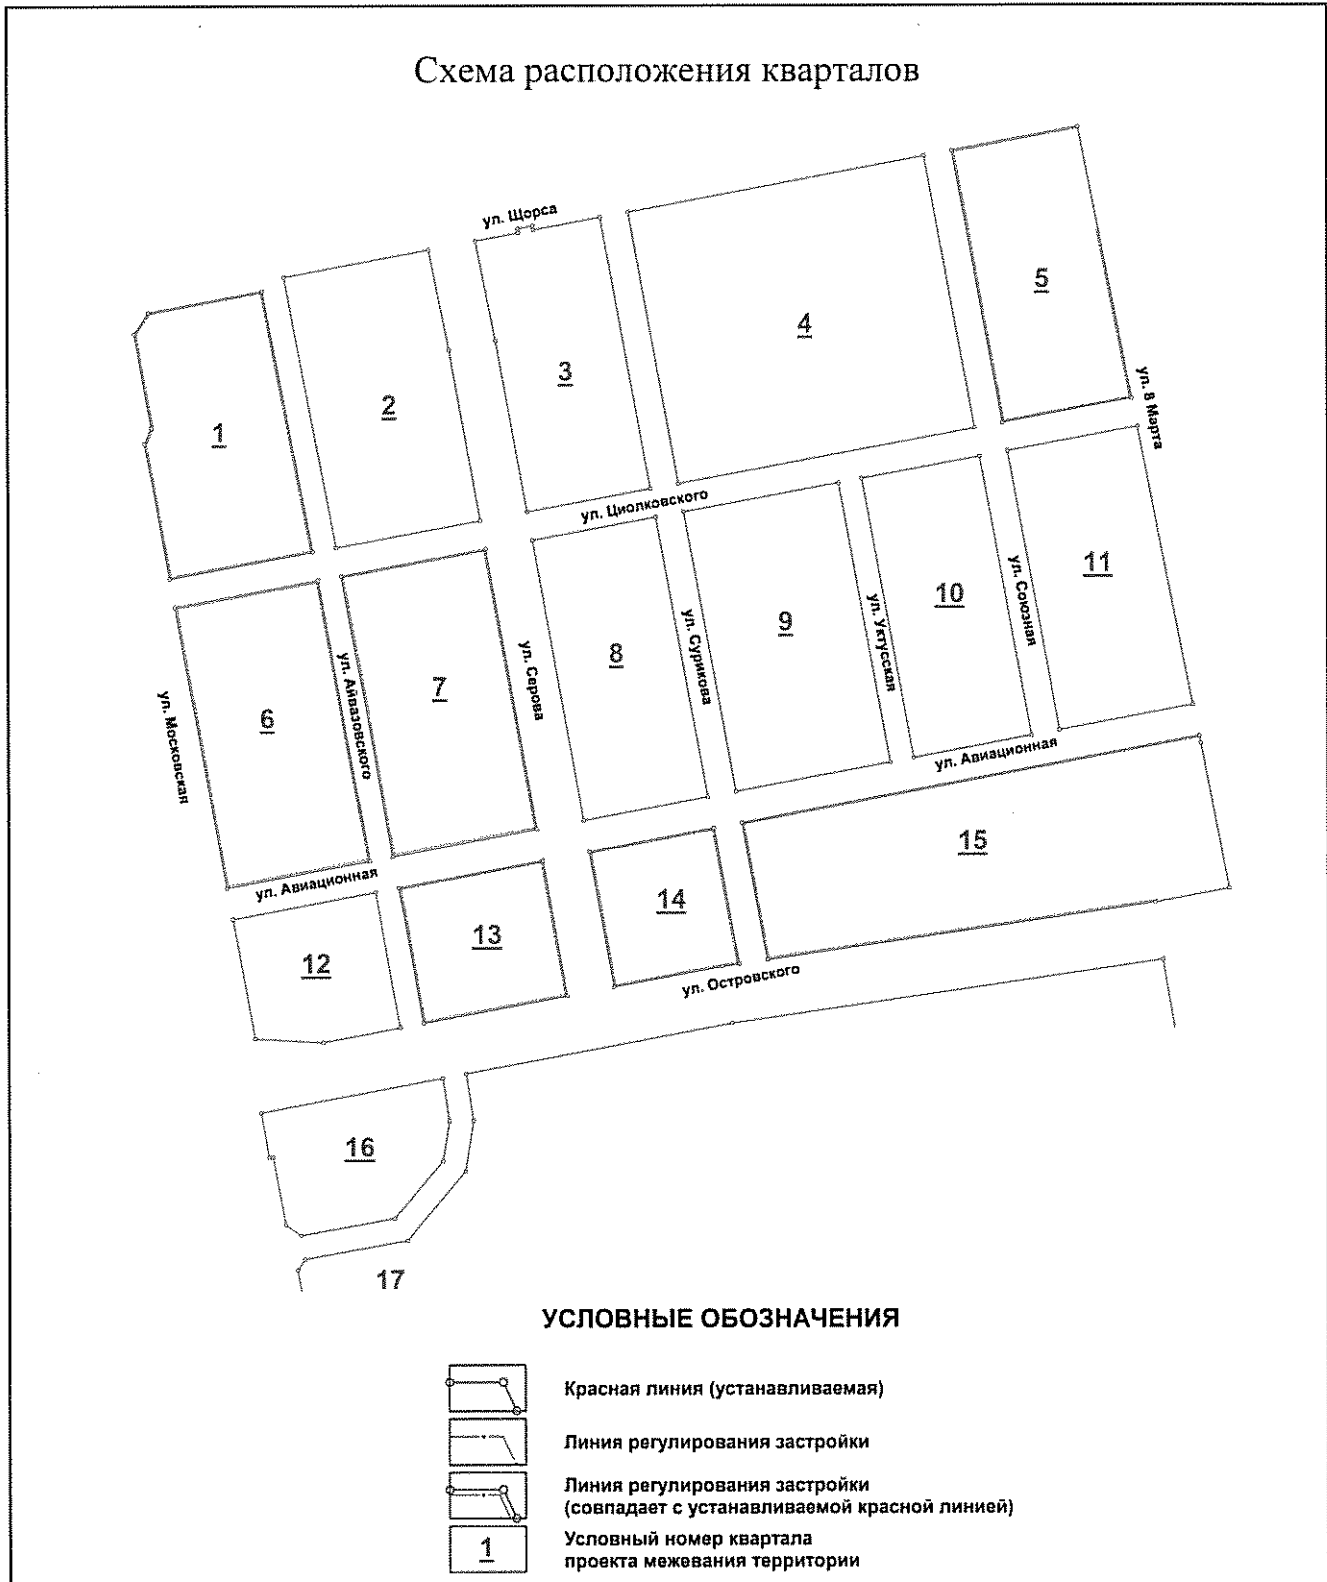 Схема расположения кварталов
ул. Щорса
5
4
3
2
1
ул. 8 Марта
ул. Циолковского
11
10
9
8
7
6
ул. Союзная
ул. Уктусская
ул. Сурикова
ул. Серова
ул. Айвазовского
ул. Московская
ул. Авиационная
15
ул. Авиационная
14
13
12
ул. Островского
16
17
УСЛОВНЫЕ ОБОЗНАЧЕНИЯ
Красная линия (устанавливаемая)
Линия регулирования застройки
Линия регулирования застройки
(совпадает с устанавливаемой красной линией)
1
Условный номер квартала
проекта межевания территории